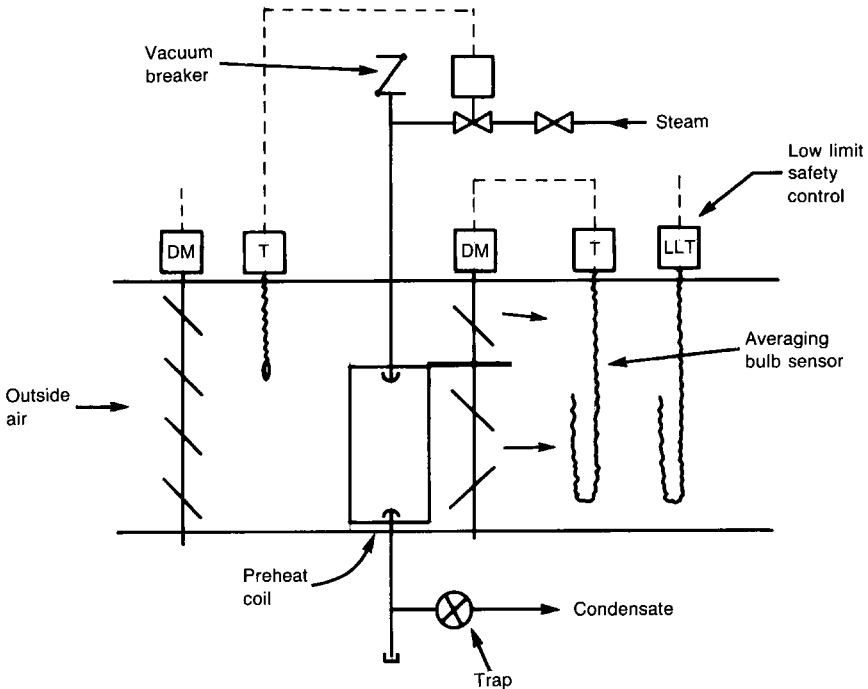 Vacuum
breaker
Steam
Low limit
safety
control
DM
T
DM
T
LLT
Averaging
bulb sensor
Outside
air
Preheat
coil
Condensate
Trap